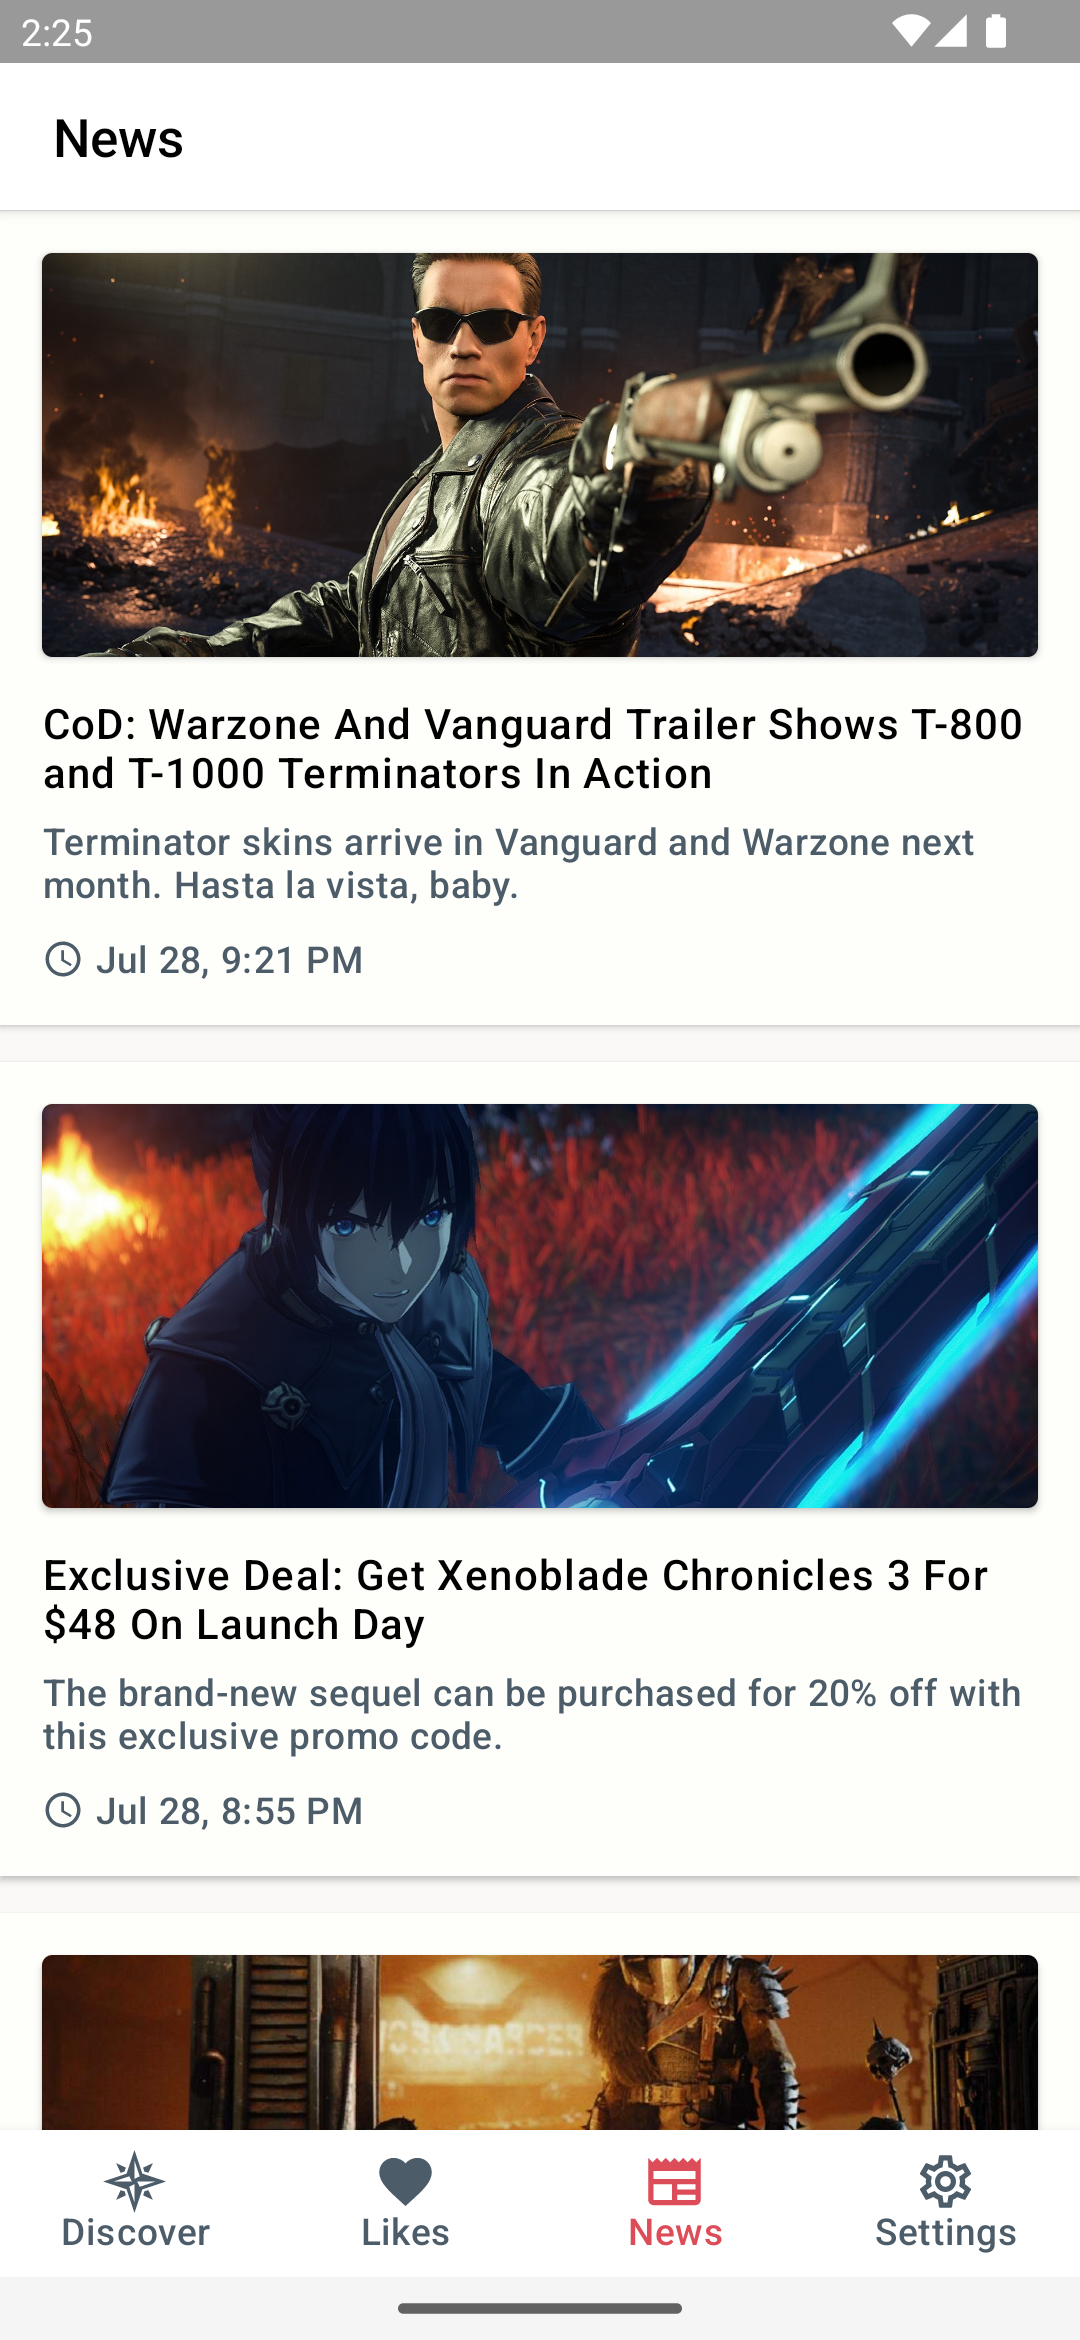 2:25
News
CoD: Warzone And Vanguard Trailer Shows T-800
and T-1000 Terminators In Action
Terminator skins arrive in Vanguard and Warzone next
month. Hasta la vista, baby.
Jul 28, 9:21 PM
Exclusive Deal: Get Xenoblade Chronicles 3 For
$48 On Launch Day
The brand-new sequel can be purchased for 20% off with
this exclusive promo code.
Jul 28, 8:55 PM
Discover
Likes
News
Settings